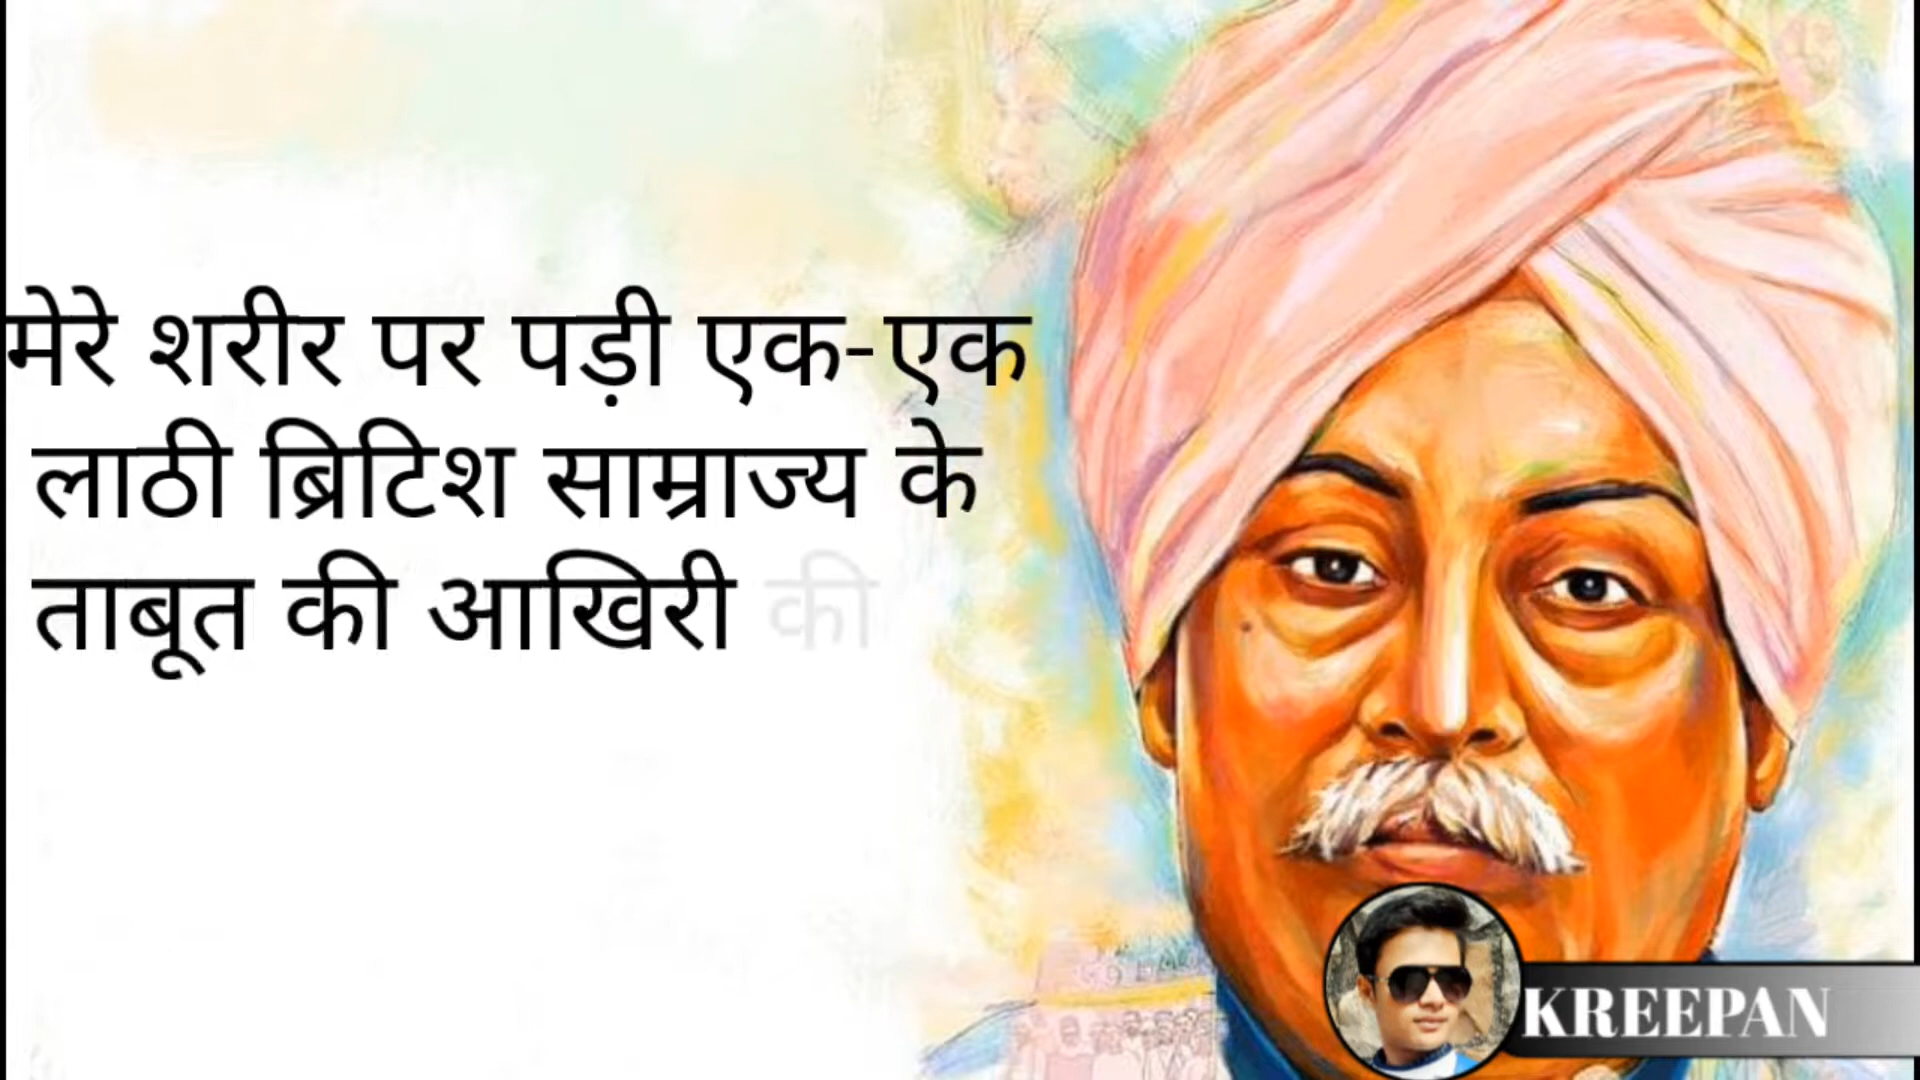 मेरे शरीर पर पड़ी एक-एक
लाठी ब्रिटिश साम्राज्य के
ताबूत की आखिरी की
KREEPAN